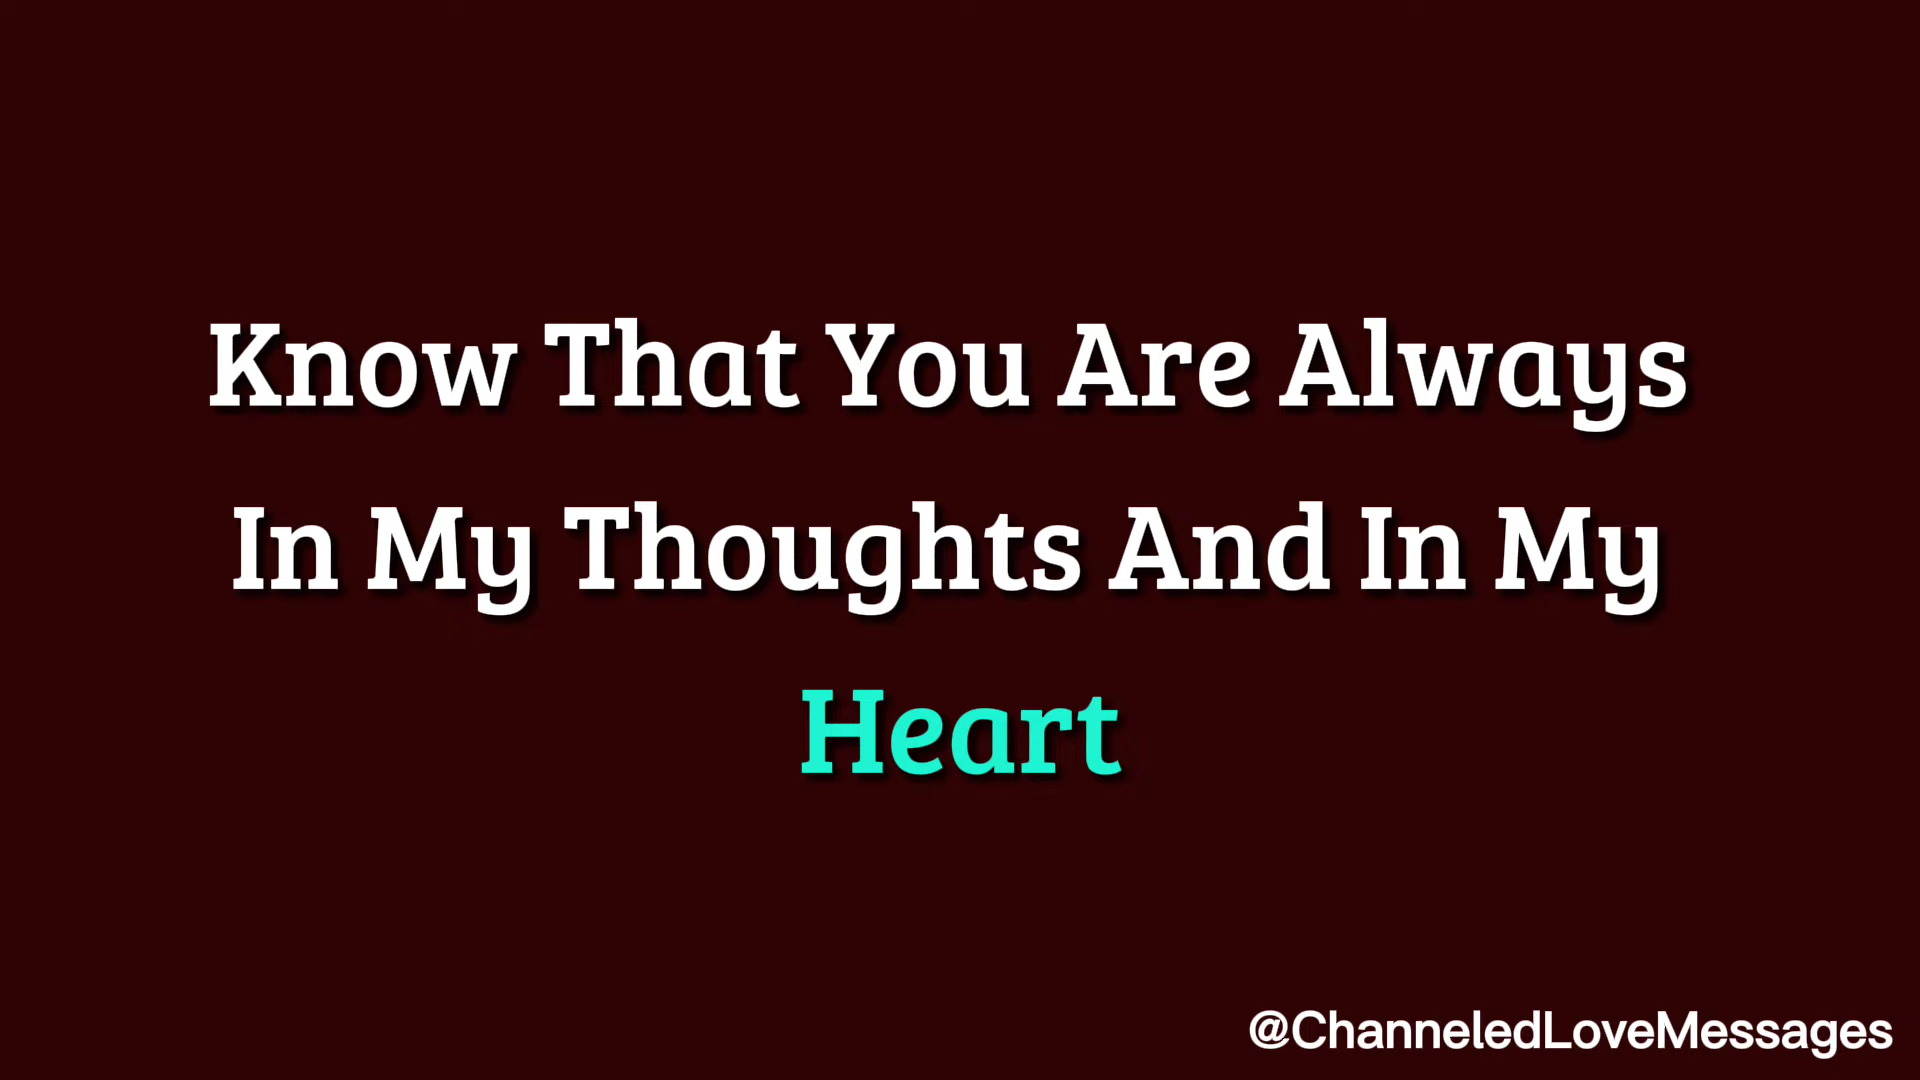 Know That You Are Always
In My Thoughts And In My
Heart
@ChanneledLoveMessages